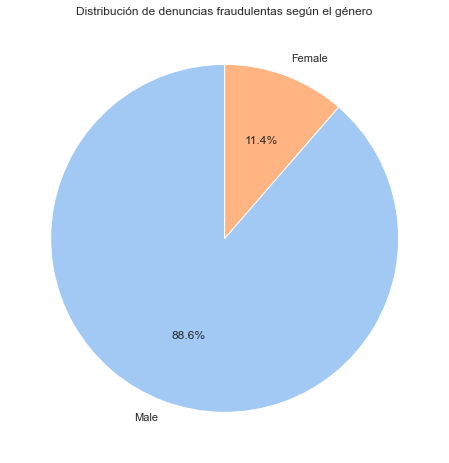 Distribución de denuncias fraudulentas según el género
Female
11.4%
88.6%
Male